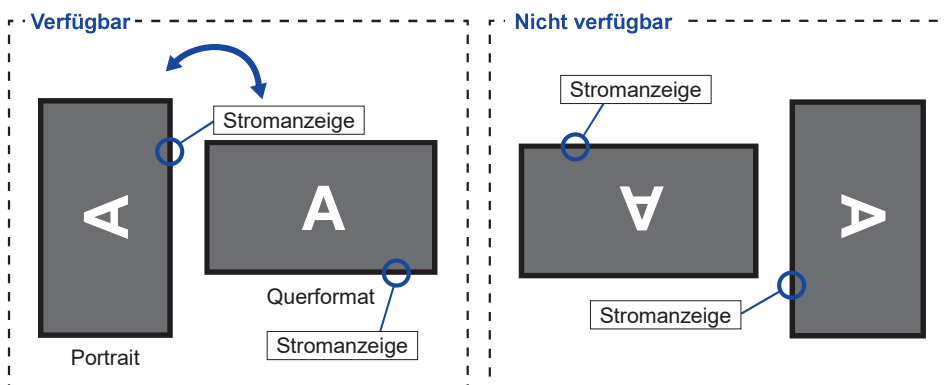 Verfügbar
Stromanzeige
A
A
Querformat
Stromanzeige
Portrait
Nicht verfügbar
Stromanzeige
A
A
Stromanzeige